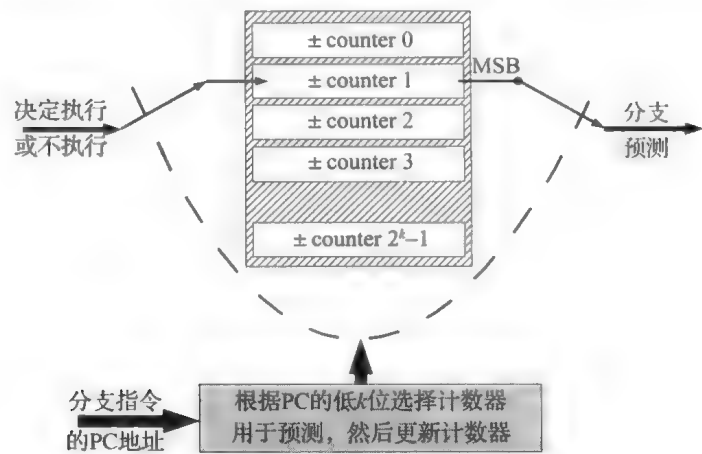 ± counter 0
± counter 1
MSB
± counter 2
± counter 3
± counter 2ᵏ−1
决定执行
或不执行
分支
预测
分支指令
的PC地址
根据PC的低k位选择计数器
用于预测，然后更新计数器